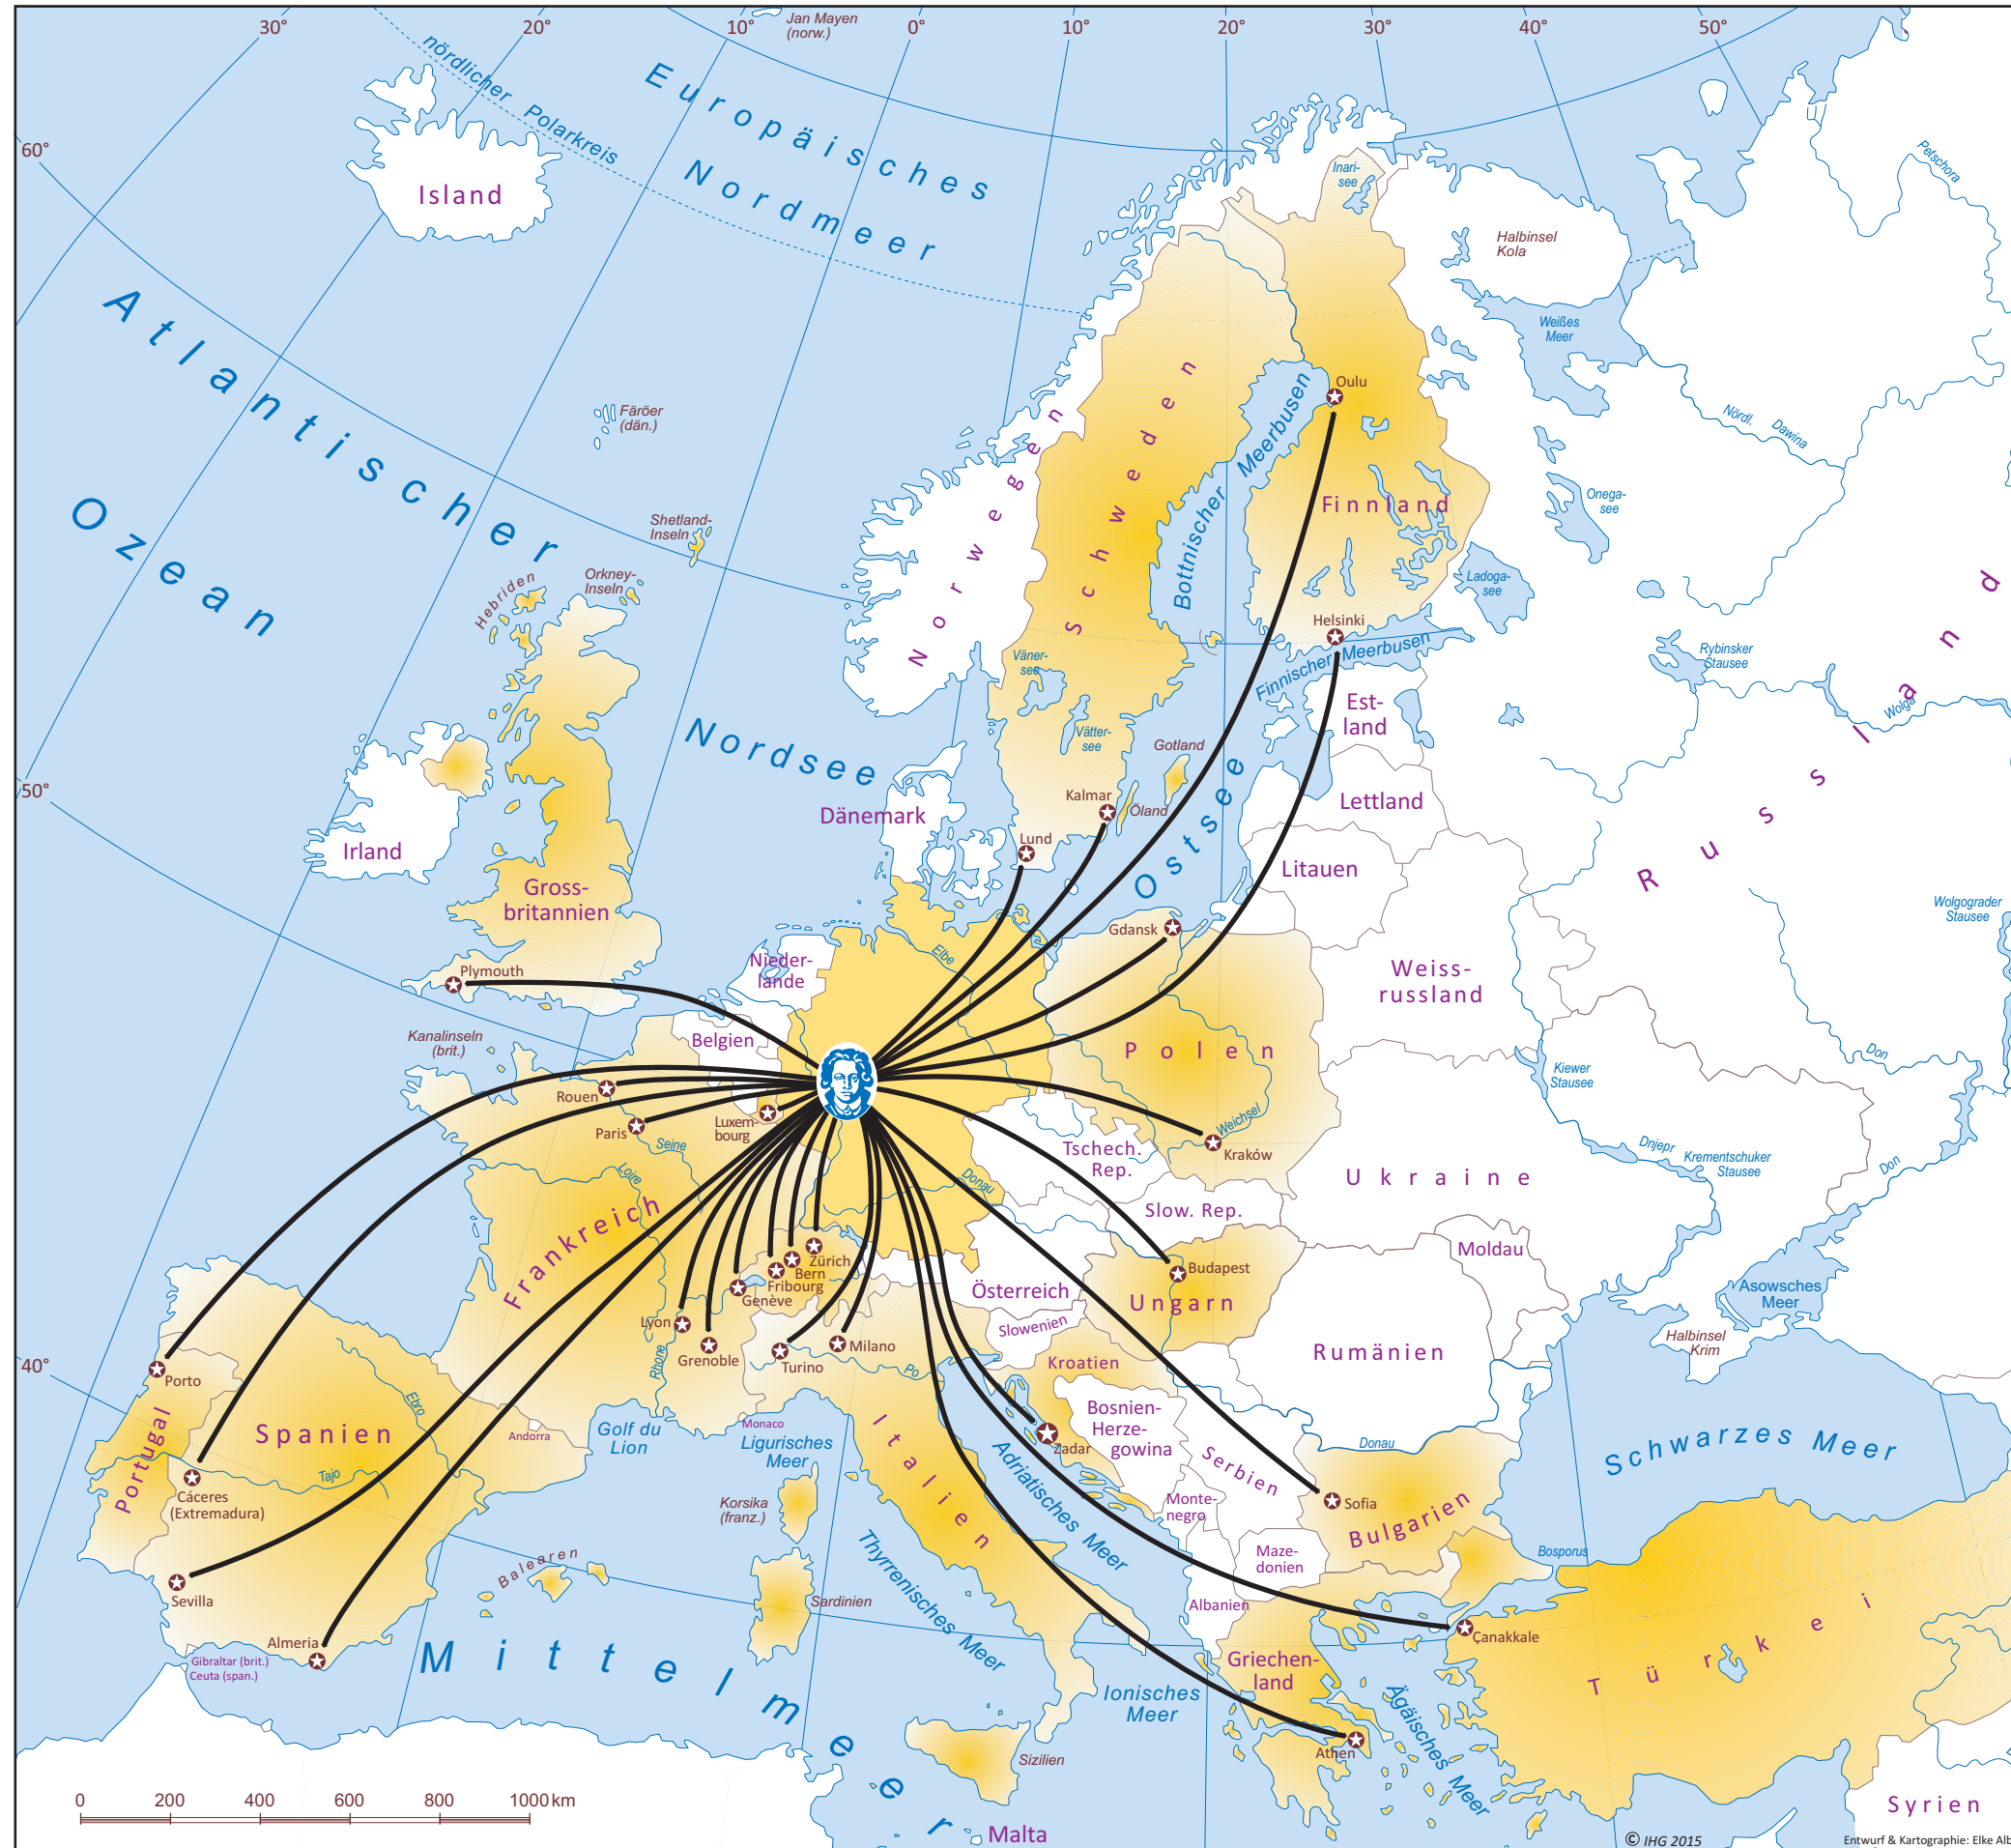 30°
20°
10°
Jan Mayen
(norw.)
0°
10°
20°
30°
40°
50°
60°
50°
40°
nördlicher Polarkreis
Europäisches
Nordmeer
Island
Atlantischer
Ozean
Färöer
(dän.)
Shetland-
Inseln
Orkney-
Inseln
Hebriden
Inari-
see
Halbinsel
Kola
Weißes
Meer
Petschora
Nördl. Dawina
Onega-
see
Ladoga-
see
Rybinsker
Stausee
Wolga
Wolgograder
Stausee
Russland
Norwegen
Schweden
Bottnischer Meerbusen
Oulu
Finnland
Helsinki
Finnischer Meerbusen
Väner-
see
Vätter-
see
Gotland
Kalmar
Öland
Lund
Ostsee
Nordsee
Dänemark
Est-
land
Lettland
Litauen
Weiss-
russland
Irland
Gross-
britannien
Plymouth
Kanalinseln
(brit.)
Nieder-
lande
Belgien
Luxem-
bourg
Elbe
Gdansk
Polen
Weichsel
Kraków
Tschech.
Rep.
Slow. Rep.
Donau
Ukraine
Kiewer
Stausee
Dnjepr
Krementschuker
Stausee
Don
Don
Moldau
Asowsches
Meer
Halbinsel
Krim
Rouen
Paris
Seine
Loire
Frankreich
Zürich
Bern
Fribourg
Genève
Lyon
Grenoble
Rhone
Turino
Milano
Po
Österreich
Slowenien
Kroatien
Budapest
Ungarn
Rumänien
Bosnien-
Herze-
gowina
Zadar
Serbien
Monte-
negro
Maze-
donien
Albanien
Donau
Sofia
Bulgarien
Schwarzes Meer
Bosporus
Çanakkale
Türkei
Griechen-
land
Athen
Ägäisches Meer
Ionisches
Meer
Adriatisches Meer
Italien
Thyrrenisches Meer
Ligurisches
Meer
Monaco
Golf du
Lion
Andorra
Korsika
(franz.)
Sardinien
Sizilien
Malta
Balearen
Porto
Portugal
Spanien
Ebro
Tajo
Cáceres
(Extremadura)
Sevilla
Almeria
Gibraltar (brit.)
Ceuta (span.)
Mittelmeer
Syrien
0 200 400 600 800 1000 km
© IHG 2015
Entwurf & Kartographie: Elke Alb